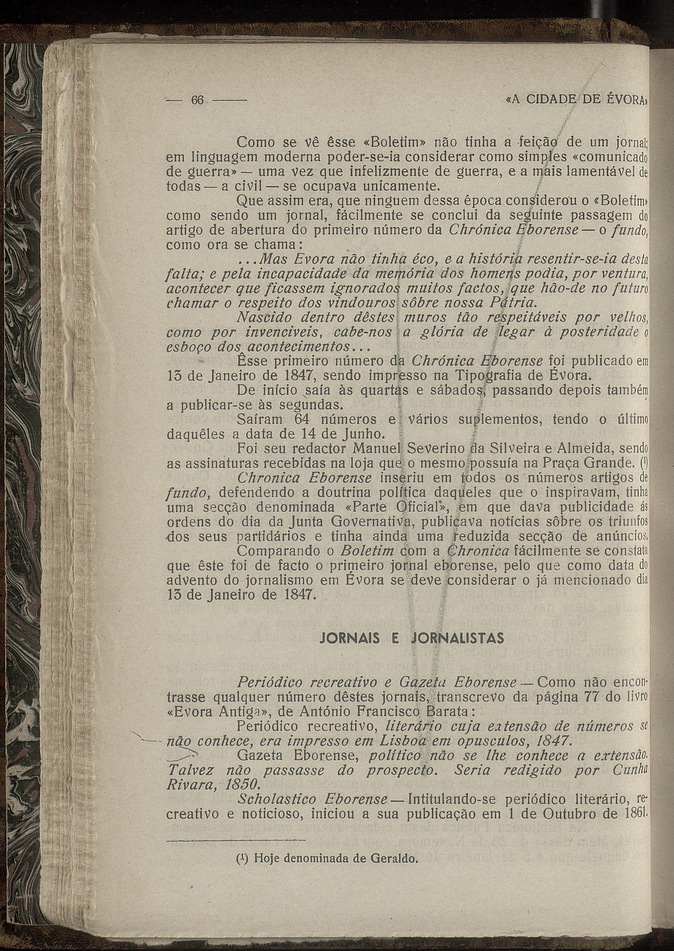 — 66 —— «A CIDADE DE ÉVORA»
Como se vê êsse «Boletim» não tinha a feição de um jornal;
em linguagem moderna poder-se-ia considerar como simples «comunicado
de guerra» — uma vez que infelizmente de guerra, e a mais lamentável de
todas — a civil — se ocupava unicamente.
Que assim era, que ninguem dessa época considerou o «Boletim»
como sendo um jornal, fácilmente se conclui da seguinte passagem do
artigo de abertura do primeiro número da Chrónica Eborense — o fundo,
como ora se chama:
...Mas Evora não tinha éco, e a história resentir-se-ia desta
falta; e pela incapacidade da memória dos homens podia, por ventura,
acontecer que ficassem ignorados muitos factos, que hão-de no futuro
chamar o respeito dos vindouros sôbre nossa Pátria.
Nascido dentro dêstes muros tão respeitáveis por velhos,
como por invenciveis, cabe-nos a glória de legar à posteridade o
esboço dos acontecimentos...
Êsse primeiro número da Chrónica Eborense foi publicado em
13 de Janeiro de 1847, sendo impresso na Tipografia de Évora.
De início saía às quartas e sábados, passando depois também
a publicar-se às segundas.
Saíram 64 números e vários suplementos, tendo o último
daquêles a data de 14 de Junho.
Foi seu redactor Manuel Severino da Silveira e Almeida, sendo
as assinaturas recebidas na loja que o mesmo possuía na Praça Grande. (¹)
Chronica Eborense inseriu em todos os números artigos de
fundo, defendendo a doutrina política daqueles que o inspiravam, tinha
uma secção denominada «Parte Oficial», em que dava publicidade ás
ordens do dia da Junta Governativa, publicava notícias sôbre os triunfos
dos seus partidários e tinha ainda uma reduzida secção de anúncios.
Comparando o Boletim com a Chronica fácilmente se constata
que êste foi de facto o primeiro jornal eborense, pelo que como data do
advento do jornalismo em Évora se deve considerar o já mencionado dia
13 de Janeiro de 1847.
JORNAIS E JORNALISTAS
Periódico recreativo e Gazeta Eborense — Como não encon-
trasse qualquer número dêstes jornais, transcrevo da página 77 do livro
«Evora Antiga», de António Francisco Barata:
Periódico recreativo, literário cuja extensão de números se
não conhece, era impresso em Lisboa em opusculos, 1847.
Gazeta Eborense, político não se lhe conhece a extensão.
Talvez não passasse do prospecto. Seria redigido por Cunha
Rivara, 1850.
Scholastico Eborense — Intitulando-se periódico literário, re-
creativo e noticioso, iniciou a sua publicação em 1 de Outubro de 1861.
(¹) Hoje denominada de Geraldo.